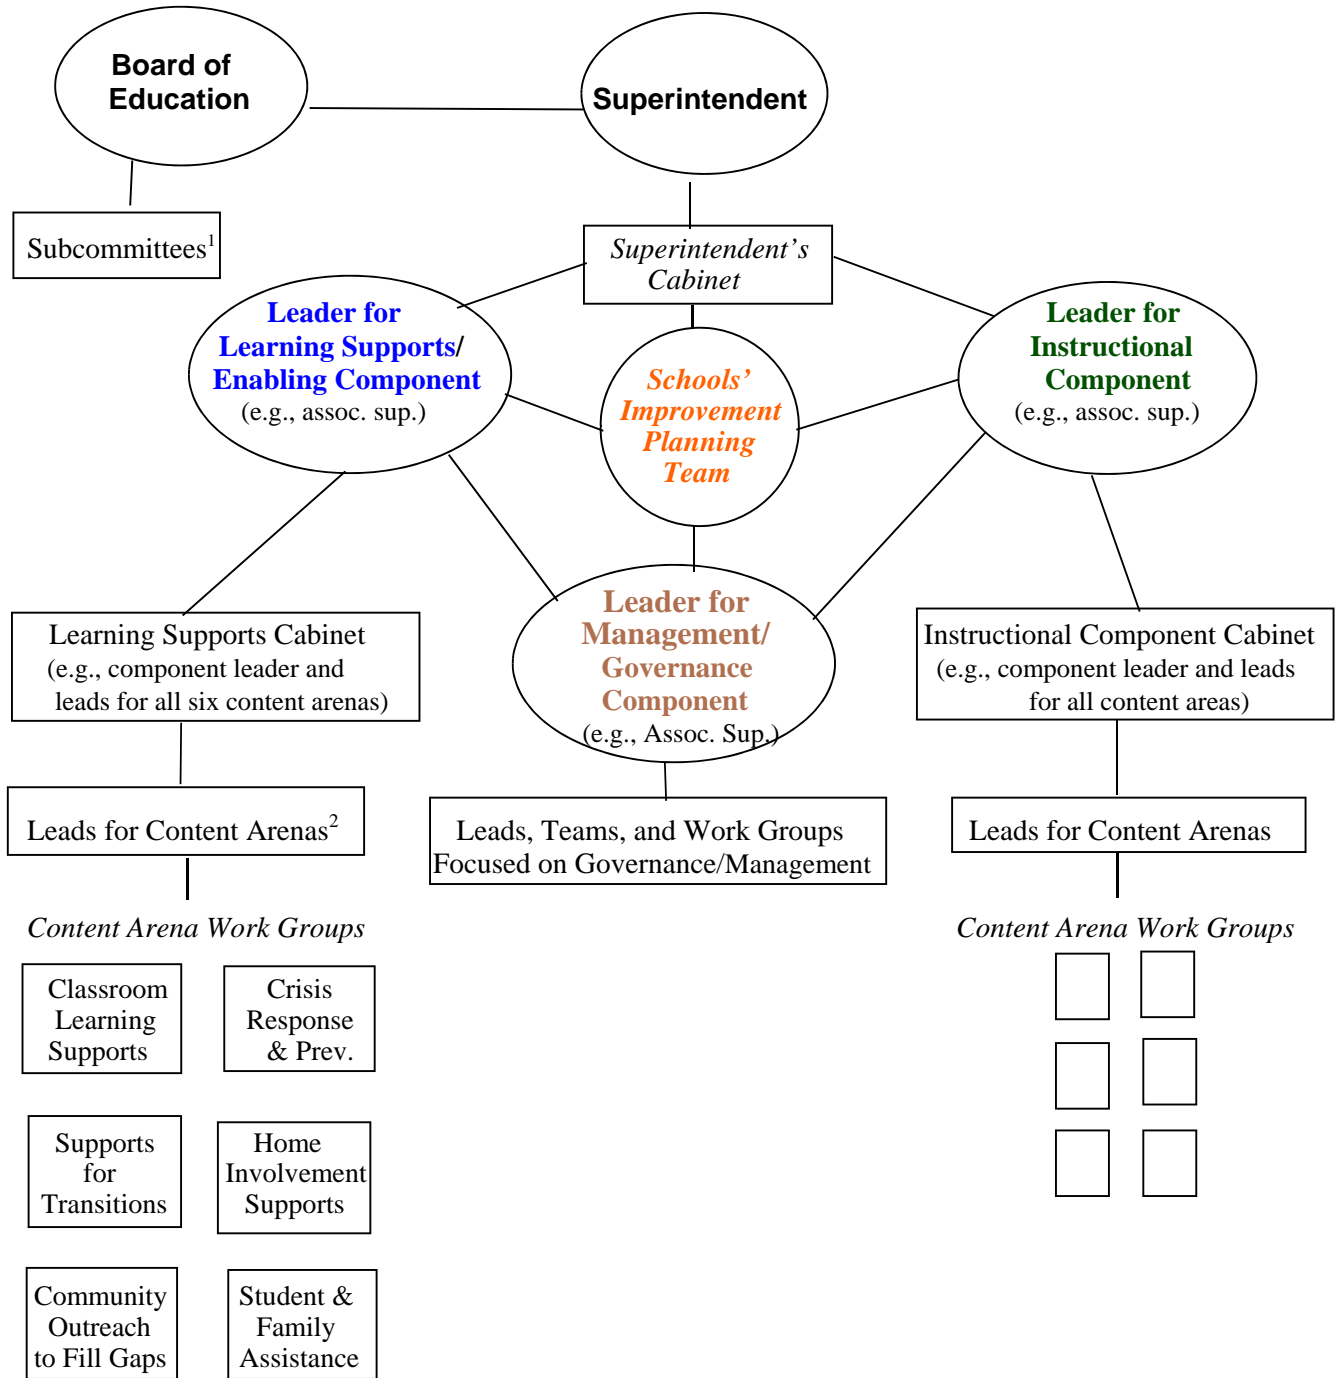 Board of
Education
Superintendent
Subcommittees¹
Superintendent's
Cabinet
Leader for
Learning Supports/
Enabling Component
(e.g., assoc. sup.)
Schools'
Improvement
Planning
Team
Leader for
Instructional
Component
(e.g., assoc. sup.)
Leader for
Management/
Governance
Component
(e.g., Assoc. Sup.)
Learning Supports Cabinet
(e.g., component leader and
leads for all six content arenas)
Instructional Component Cabinet
(e.g., component leader and leads
for all content areas)
Leads for Content Arenas²
Leads, Teams, and Work Groups
Focused on Governance/Management
Leads for Content Arenas
Content Arena Work Groups
Content Arena Work Groups
Classroom
Learning
Supports
Crisis
Response
& Prev.
Supports
for
Transitions
Home
Involvement
Supports
Community
Outreach
to Fill Gaps
Student &
Family
Assistance